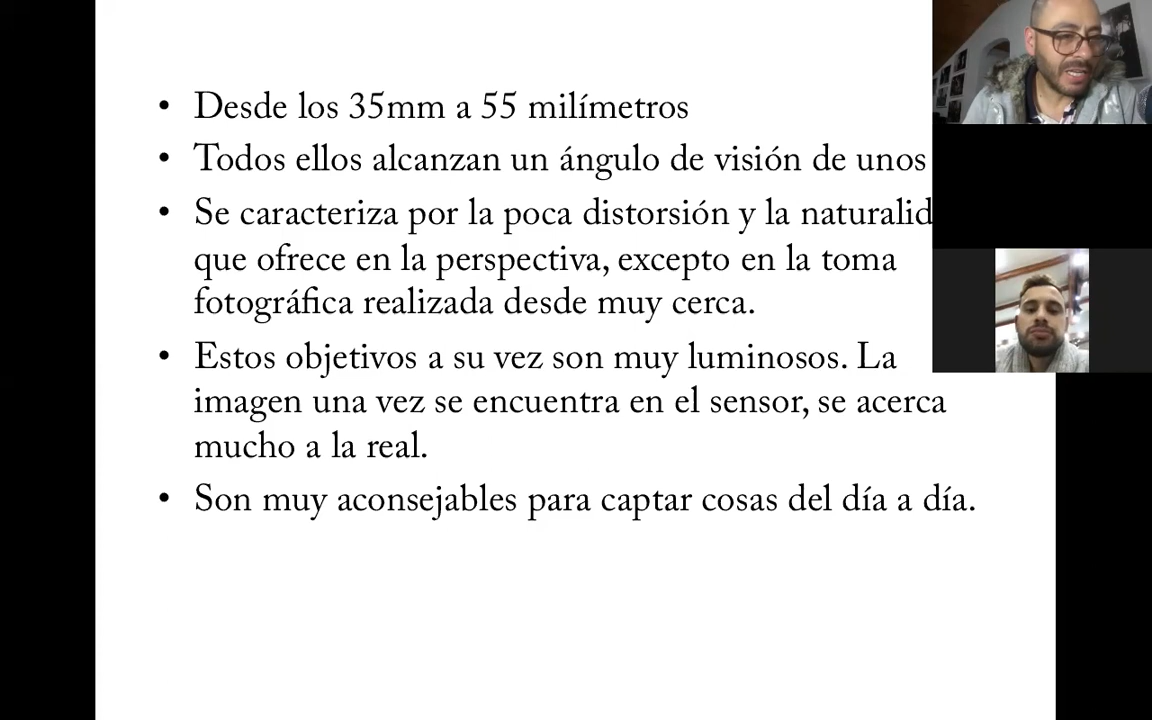 • Desde los 35mm a 55 milímetros
• Todos ellos alcanzan un ángulo de visión de unos
• Se caracteriza por la poca distorsión y la
que ofrece en la perspectiva, excepto en la toma
fotográfica realizada desde muy cerca.
• Estos objetivos a su vez son muy luminosos. La
imagen una vez se encuentra en el sensor, se acerca
mucho a la real.
• Son muy aconsejables para captar cosas del día a día.